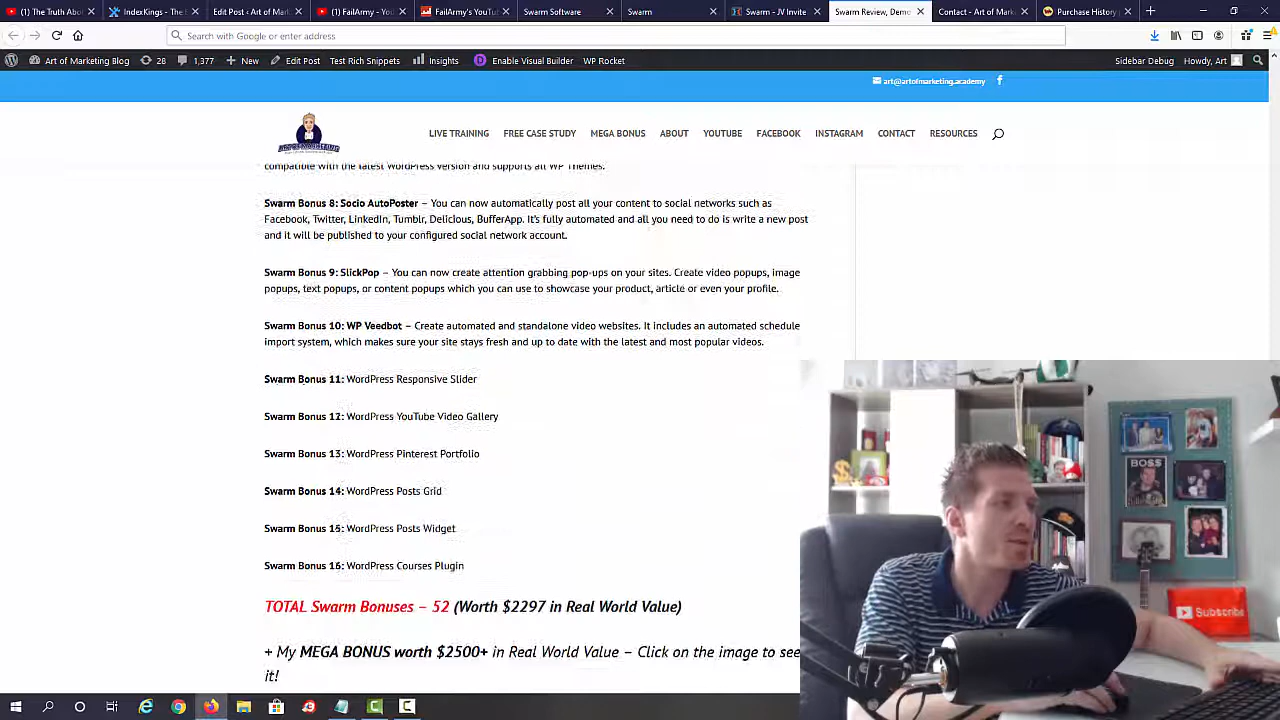 (1) The Truth Abo
IndexKings - The
Edit Post ‹ Art of Mar
(1) FailArmy - You
FailArmy's YouTu
Swarm Software
Swarm
Swarm - JV Invite
Swarm Review, Demo
Contact - Art of Market
Purchase History
Search with Google or enter address
Art of Marketing Blog
28
1,377
New
Edit Post
Test Rich Snippets
Insights
Enable Visual Builder
WP Rocket
Sidebar Debug
Howdy, Art
art@artofmarketing.academy
ART OF MARKETING
LIVE TRAINING
FREE CASE STUDY
MEGA BONUS
ABOUT
YOUTUBE
FACEBOOK
INSTAGRAM
CONTACT
RESOURCES
compatible with the latest WordPress version and supports all WP Themes.
Swarm Bonus 8: Socio AutoPoster – You can now automatically post all your content to social networks such as
Facebook, Twitter, LinkedIn, Tumblr, Delicious, BufferApp. It's fully automated and all you need to do is write a new post
and it will be published to your configured social network account.
Swarm Bonus 9: SlickPop – You can now create attention grabbing pop-ups on your sites. Create video popups, image
popups, text popups, or content popups which you can use to showcase your product, article or even your profile.
Swarm Bonus 10: WP Veedbot – Create automated and standalone video websites. It includes an automated schedule
import system, which makes sure your site stays fresh and up to date with the latest and most popular videos.
Swarm Bonus 11: WordPress Responsive Slider
Swarm Bonus 12: WordPress YouTube Video Gallery
Swarm Bonus 13: WordPress Pinterest Portfolio
Swarm Bonus 14: WordPress Posts Grid
Swarm Bonus 15: WordPress Posts Widget
Swarm Bonus 16: WordPress Courses Plugin
TOTAL Swarm Bonuses – 52 (Worth $2297 in Real World Value)
+ My MEGA BONUS worth $2500+ in Real World Value – Click on the image to see
it!
BOSS
Subscribe